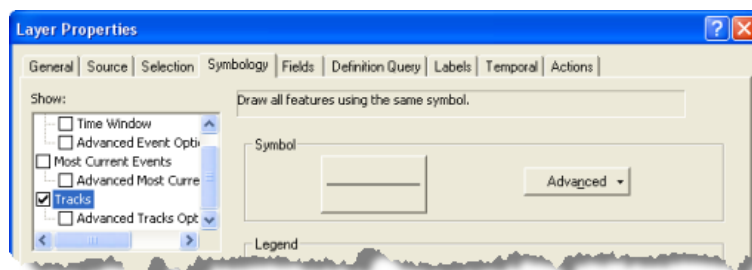 Layer Properties
General Source Selection Symbology Fields Definition Query Labels Temporal Actions
Show:
Draw all features using the same symbol.
Time Window
Advanced Event Opti
Most Current Events
Advanced Most Curre
Tracks
Advanced Tracks Opt
Symbol
Advanced
Legend